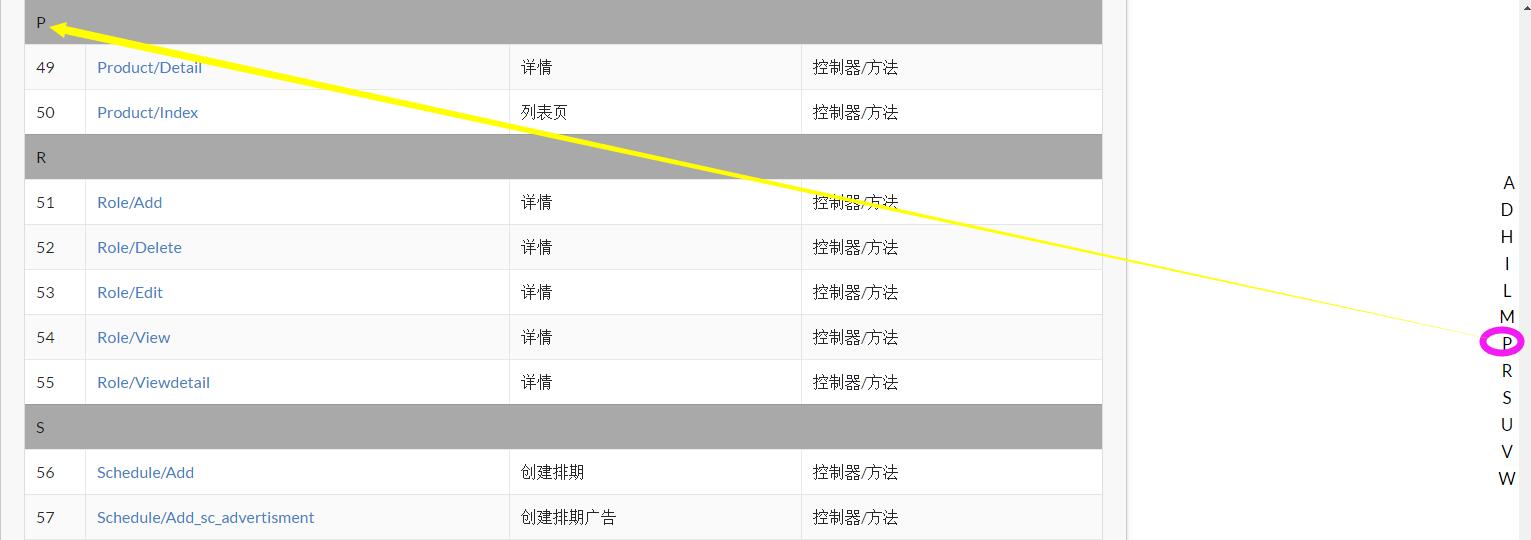 P
49 Product/Detail 详情 控制器/方法
50 Product/Index 列表页 控制器/方法
R
51 Role/Add 详情 控制器/方法
52 Role/Delete 详情 控制器/方法
53 Role/Edit 详情 控制器/方法
54 Role/View 详情 控制器/方法
55 Role/Viewdetail 详情 控制器/方法
S
56 Schedule/Add 创建排期 控制器/方法
57 Schedule/Add_sc_advertisment 创建排期广告 控制器/方法
A
D
H
I
L
M
P
R
S
U
V
W